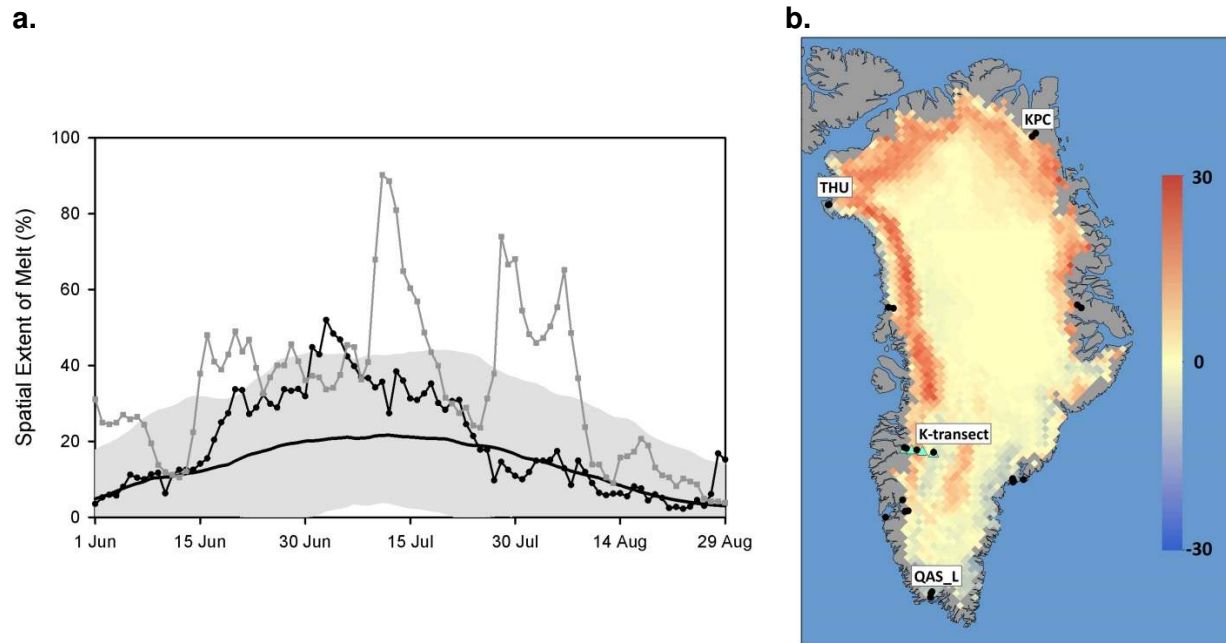 a.
Spatial Extent of Melt (%)
100
80
60
40
20
0
1 Jun
15 Jun
30 Jun
15 Jul
30 Jul
14 Aug
29 Aug
b.
KPC
THU
K-transect
QAS_L
30
0
-30